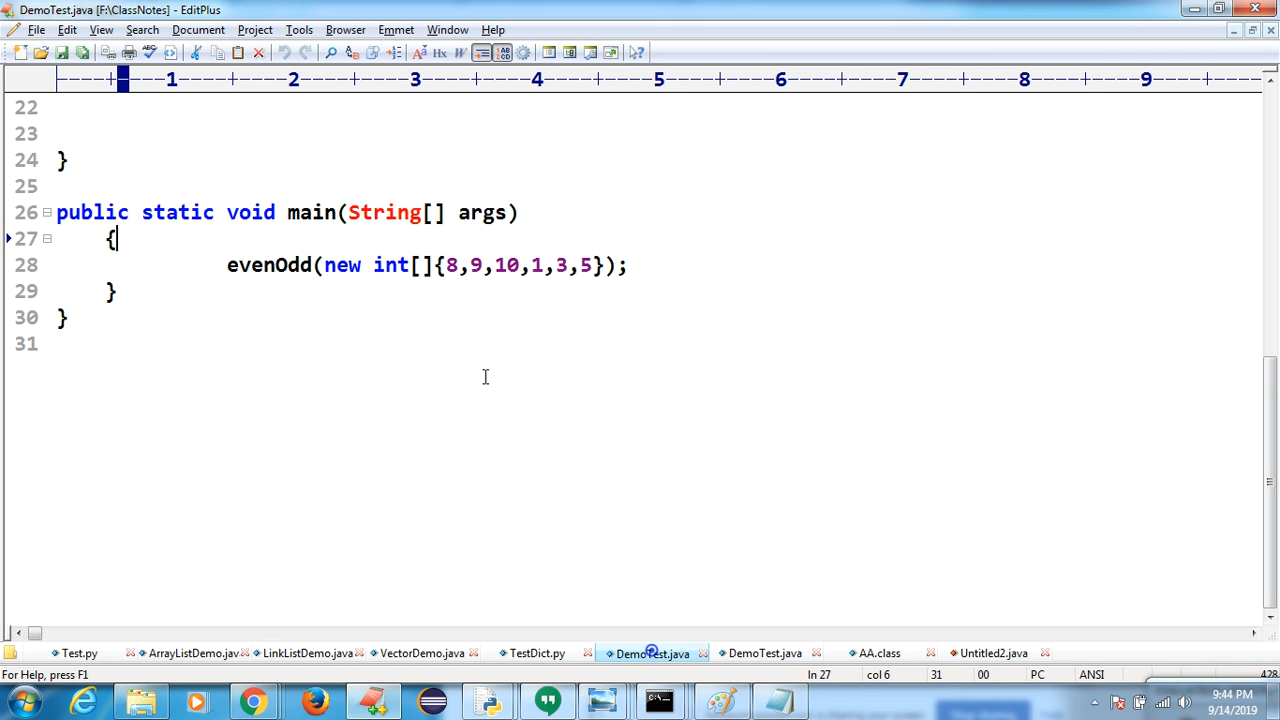 DemoTest.java [F:\ClassNotes] - EditPlus
File Edit View Search Document Project Tools Browser Emmet Window Help
----+----1----+----2----+----3----+----4----+----5----+----6----+----7----+----8----+----9----+--
22
23
24 }
25
26 public static void main(String[] args)
27 {
28 evenOdd(new int[]{8,9,10,1,3,5});
29 }
30 }
31
Test.py ArrayListDemo.jav LinkListDemo.java VectorDemo.java TestDict.py DemoTest.java DemoTest.java AA.class Untitled2.java
For Help, press F1 ln 27 col 6 31 00 PC ANSI 428
9:44 PM
9/14/2019